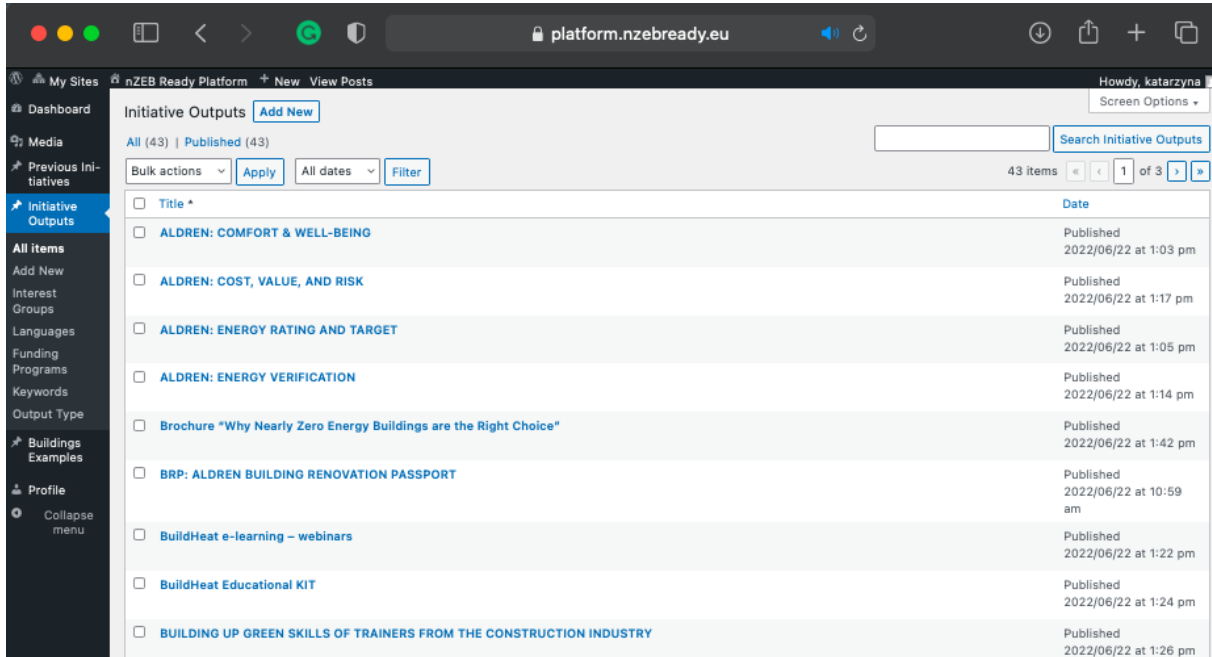 platform.nzebready.eu
My Sites nZEB Ready Platform + New View Posts Howdy, katarzyna
Dashboard
Media
Previous Ini-
tiatives
Initiative
Outputs
All items
Add New
Interest
Groups
Languages
Funding
Programs
Keywords
Output Type
Buildings
Examples
Profile
Collapse
menu
Screen Options
Initiative Outputs Add New
All (43) | Published (43)
Search Initiative Outputs
Bulk actions Apply All dates Filter
43 items « ‹ 1 of 3 › »
Title Date
ALDREN: COMFORT & WELL-BEING
Published
2022/06/22 at 1:03 pm
ALDREN: COST, VALUE, AND RISK
Published
2022/06/22 at 1:17 pm
ALDREN: ENERGY RATING AND TARGET
Published
2022/06/22 at 1:05 pm
ALDREN: ENERGY VERIFICATION
Published
2022/06/22 at 1:14 pm
Brochure “Why Nearly Zero Energy Buildings are the Right Choice”
Published
2022/06/22 at 1:42 pm
BRP: ALDREN BUILDING RENOVATION PASSPORT
Published
2022/06/22 at 10:59
am
BuildHeat e-learning – webinars
Published
2022/06/22 at 1:22 pm
BuildHeat Educational KIT
Published
2022/06/22 at 1:24 pm
BUILDING UP GREEN SKILLS OF TRAINERS FROM THE CONSTRUCTION INDUSTRY
Published
2022/06/22 at 1:26 pm